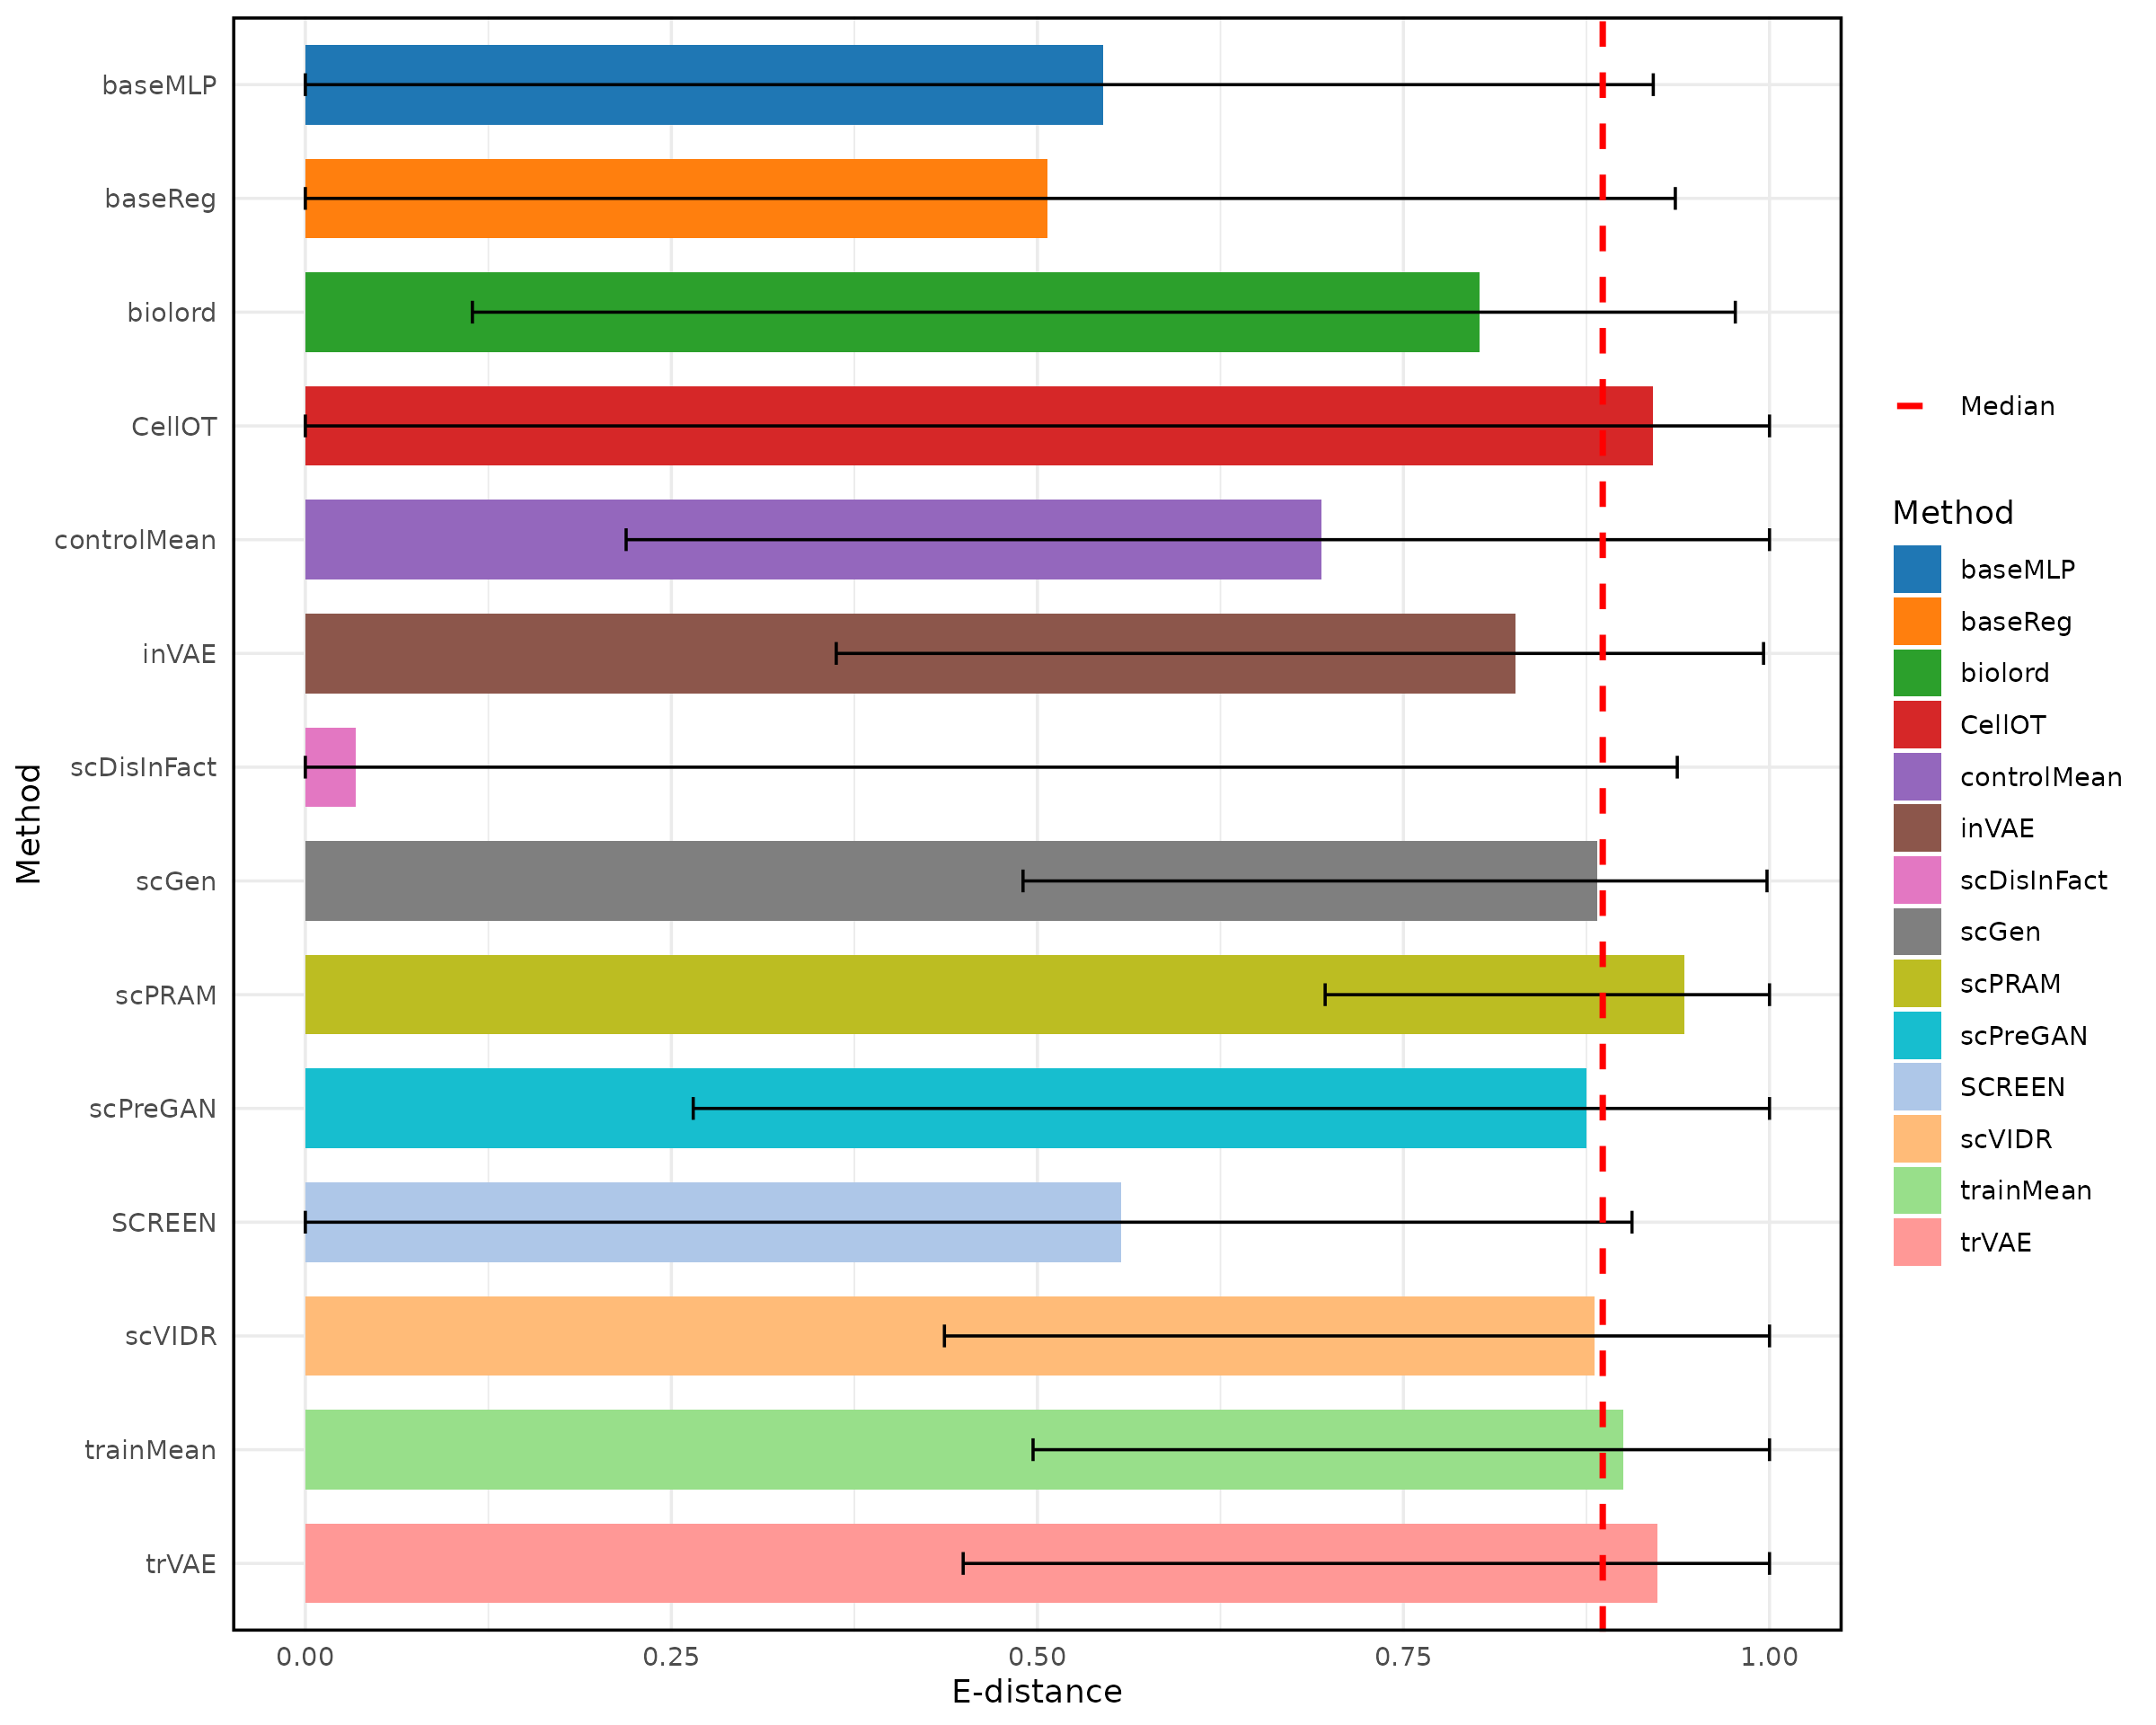 baseMLP
baseReg
biolord
CellOT
controlMean
inVAE
scDisInFact
scGen
scPRAM
scPreGAN
SCREEN
scVIDR
trainMean
trVAE
Method
0.00 0.25 0.50 0.75 1.00
E-distance
Median
Method
baseMLP
baseReg
biolord
CellOT
controlMean
inVAE
scDisInFact
scGen
scPRAM
scPreGAN
SCREEN
scVIDR
trainMean
trVAE